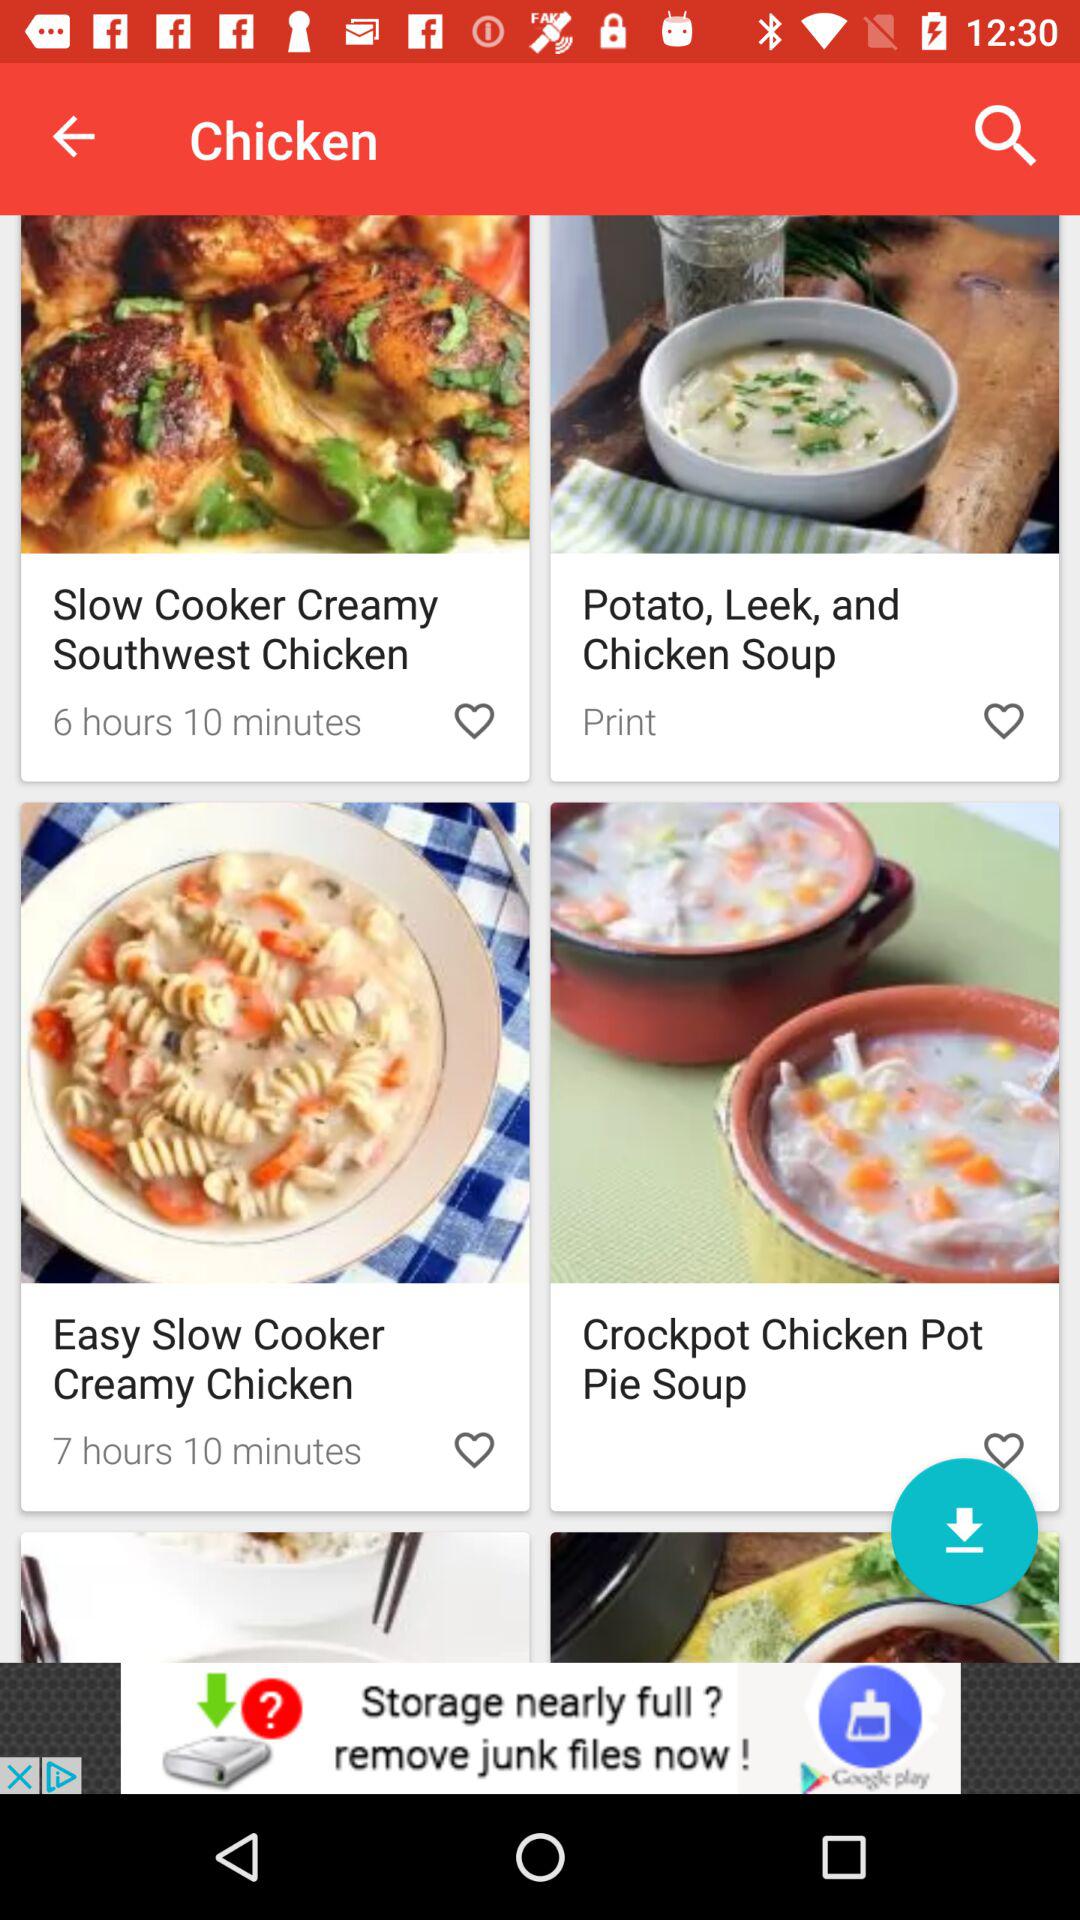 FAKE
12:30
Chicken
Slow Cooker Creamy
Southwest Chicken
6 hours 10 minutes
Potato, Leek, and
Chicken Soup
Print
Easy Slow Cooker
Creamy Chicken
7 hours 10 minutes
Crockpot Chicken Pot
Pie Soup
Storage nearly full ?
remove junk files now !
Google play